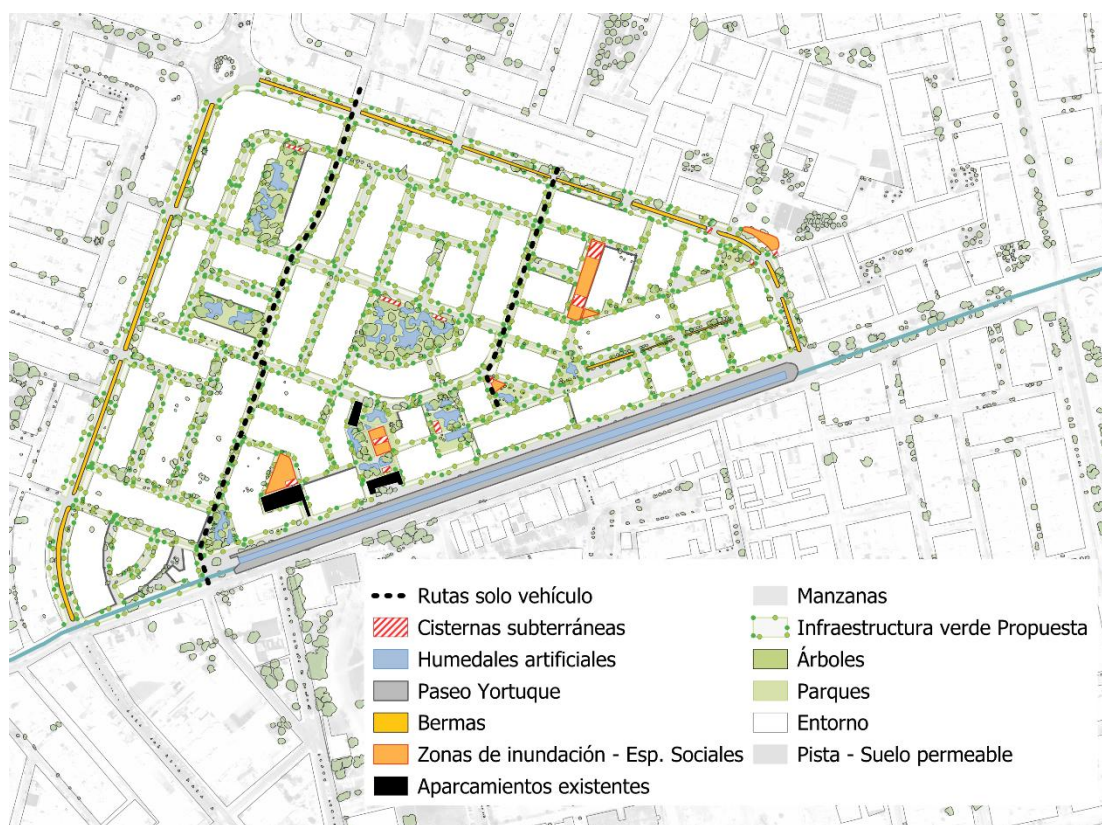 Rutas solo vehículo
Cisternas subterráneas
Humedales artificiales
Paseo Yortuque
Bermas
Zonas de inundación - Esp. Sociales
Aparcamientos existentes
Manzanas
Infraestructura verde Propuesta
Árboles
Parques
Entorno
Pista - Suelo permeable